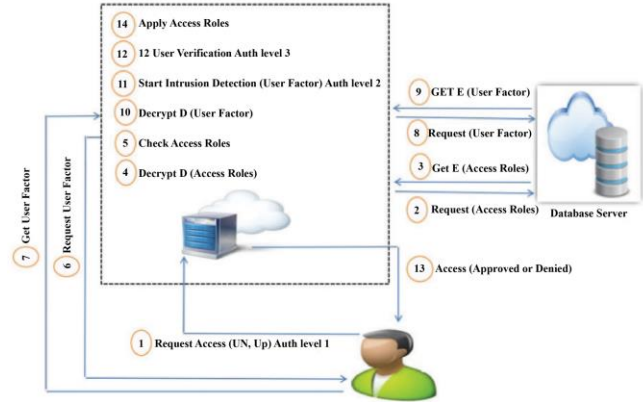 14 Apply Access Roles
12 12 User Verification Auth level 3
11 Start Intrusion Detection (User Factor) Auth level 2
10 Decrypt D (User Factor)
5 Check Access Roles
4 Decrypt D (Access Roles)
9 GET E (User Factor)
8 Request (User Factor)
3 Get E (Access Roles)
2 Request (Access Roles)
Database Server
7 Get User Factor
6 Request User Factor
13 Access (Approved or Denied)
1 Request Access (UN, Up) Auth level 1